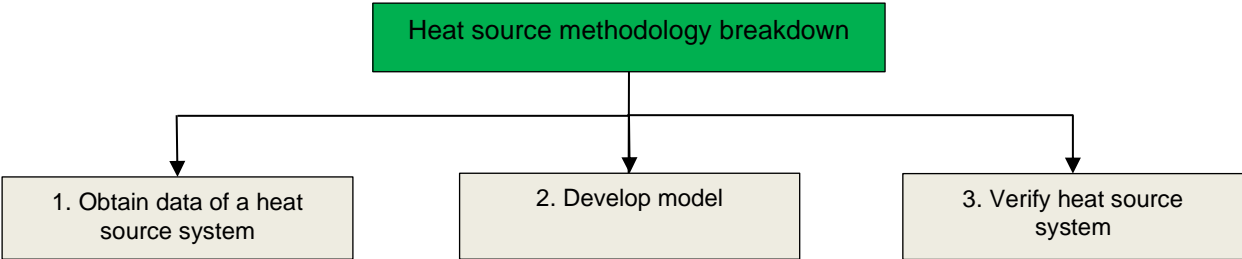 Heat source methodology breakdown
1. Obtain data of a heat
source system
2. Develop model
3. Verify heat source
system